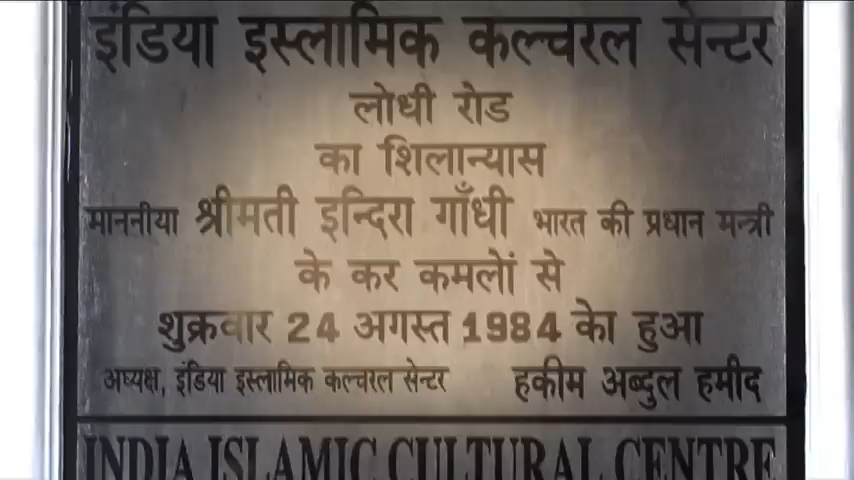 इंडिया इस्लामिक कल्चरल सेन्टर
लोधी रोड
का शिलान्यास
माननीया श्रीमती इन्दिरा गाँधी भारत की प्रधान मन्त्री
के कर कमलों से
शुक्रवार 24 अगस्त 1984 को हुआ
अध्यक्ष, इंडिया इस्लामिक कल्चरल सेन्टर हकीम अब्दुल हमीद
INDIA ISLAMIC CULTURAL CENTRE